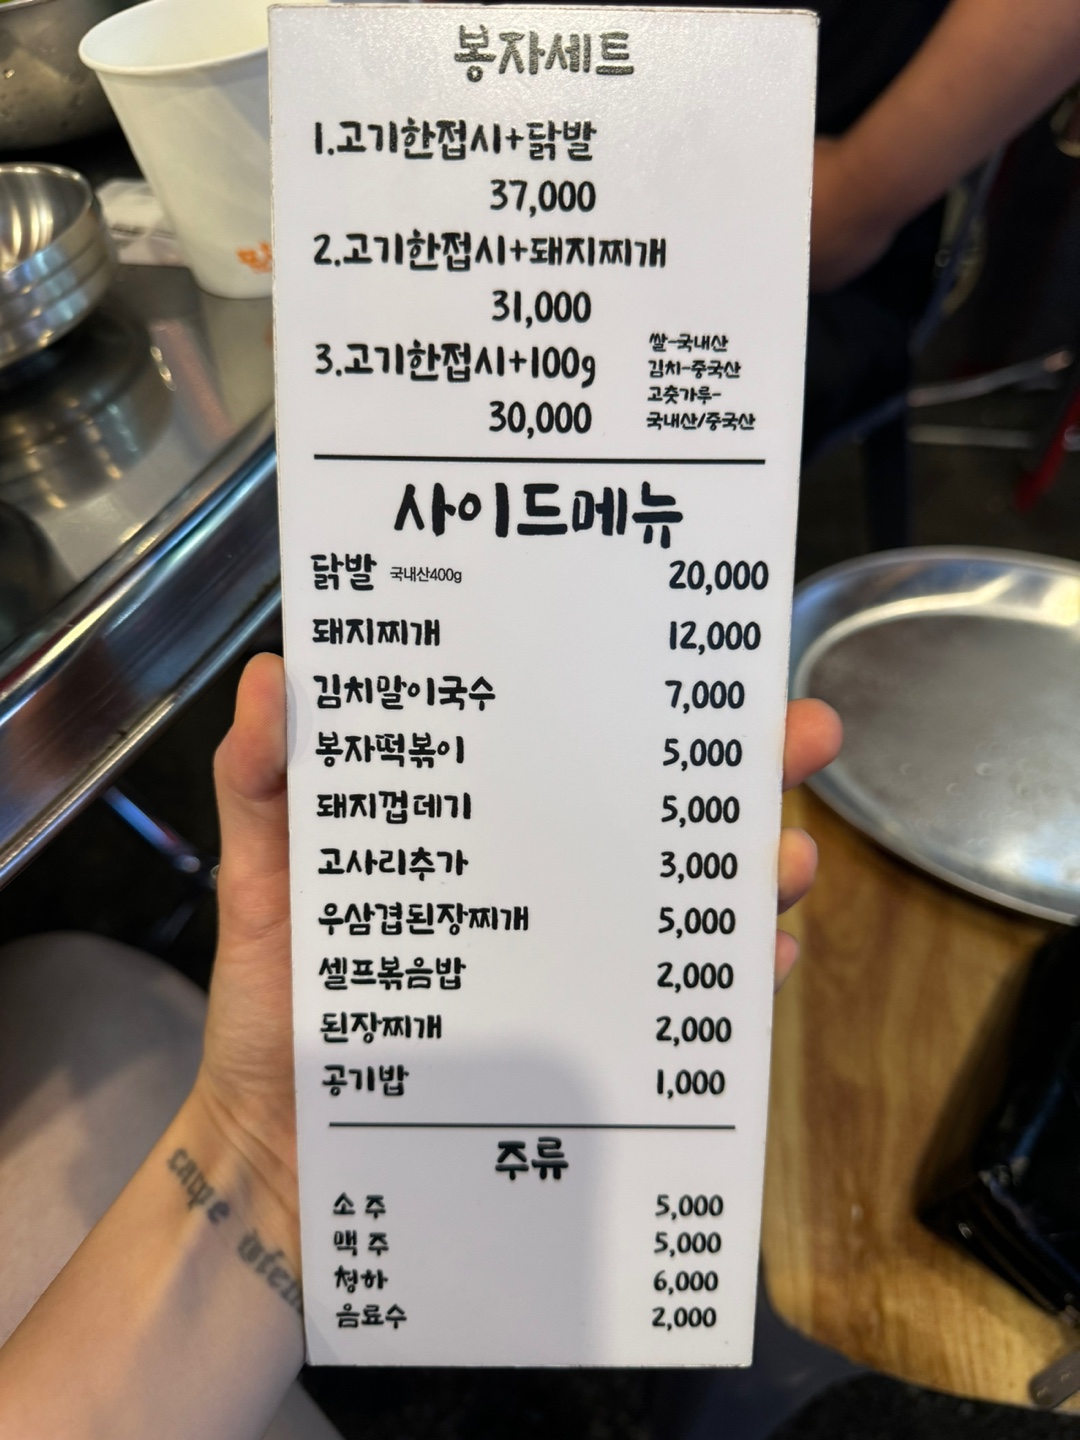 봉자세트
1.고기한접시+닭발
37,000
2.고기한접시+돼지찌개
31,000
3.고기한접시+100g
30,000
쌀-국내산
김치-중국산
고춧가루-
국내산/중국산
사이드메뉴
닭발 국내산400g 20,000
돼지찌개 12,000
김치말이국수 7,000
봉자떡볶이 5,000
돼지껍데기 5,000
고사리추가 3,000
우삼겹된장찌개 5,000
셀프볶음밥 2,000
된장찌개 2,000
공기밥 1,000
주류
소주 5,000
맥주 5,000
청하 6,000
음료수 2,000
carpe